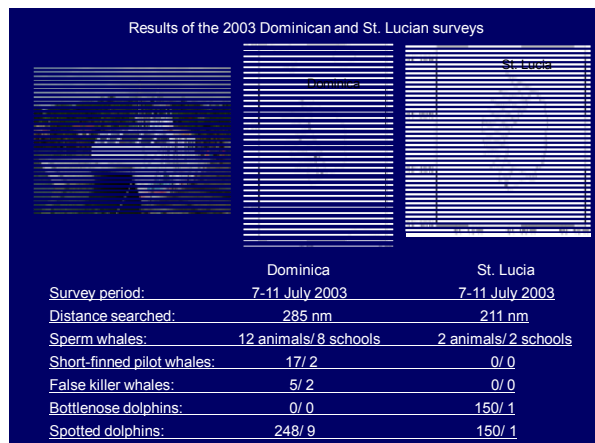 Results of the 2003 Dominican and St. Lucian surveys
Dominica
St. Lucia
Dominica St. Lucia
Survey period: 7-11 July 2003 7-11 July 2003
Distance searched: 285 nm 211 nm
Sperm whales: 12 animals/ 8 schools 2 animals/ 2 schools
Short-finned pilot whales: 17/ 2 0/ 0
False killer whales: 5/ 2 0/ 0
Bottlenose dolphins: 0/ 0 150/ 1
Spotted dolphins: 248/ 9 150/ 1